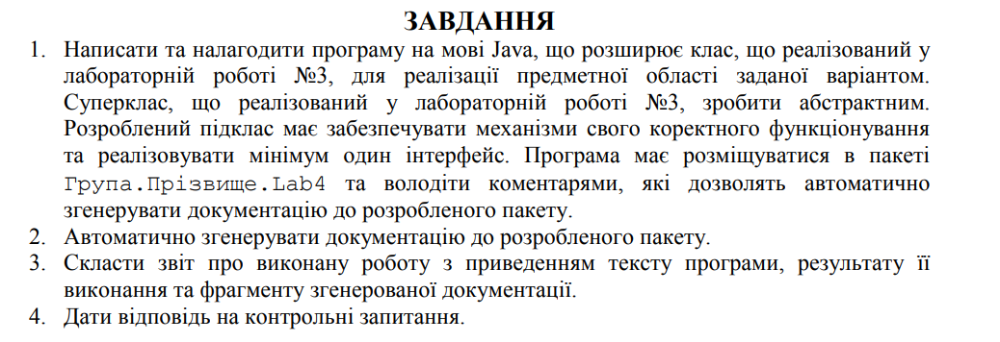 ЗАВДАННЯ
1. Написати та налагодити програму на мові Java, що розширює клас, що реалізований у
лабораторній роботі №3, для реалізації предметної області заданої варіантом.
Суперклас, що реалізований у лабораторній роботі №3, зробити абстрактним.
Розроблений підклас має забезпечувати механізми свого коректного функціонування
та реалізовувати мінімум один інтерфейс. Програма має розміщуватися в пакеті
Група.Прізвище.Lab4 та володіти коментарями, які дозволять автоматично
згенерувати документацію до розробленого пакету.
2. Автоматично згенерувати документацію до розробленого пакету.
3. Скласти звіт про виконану роботу з приведенням тексту програми, результату її
виконання та фрагменту згенерованої документації.
4. Дати відповідь на контрольні запитання.